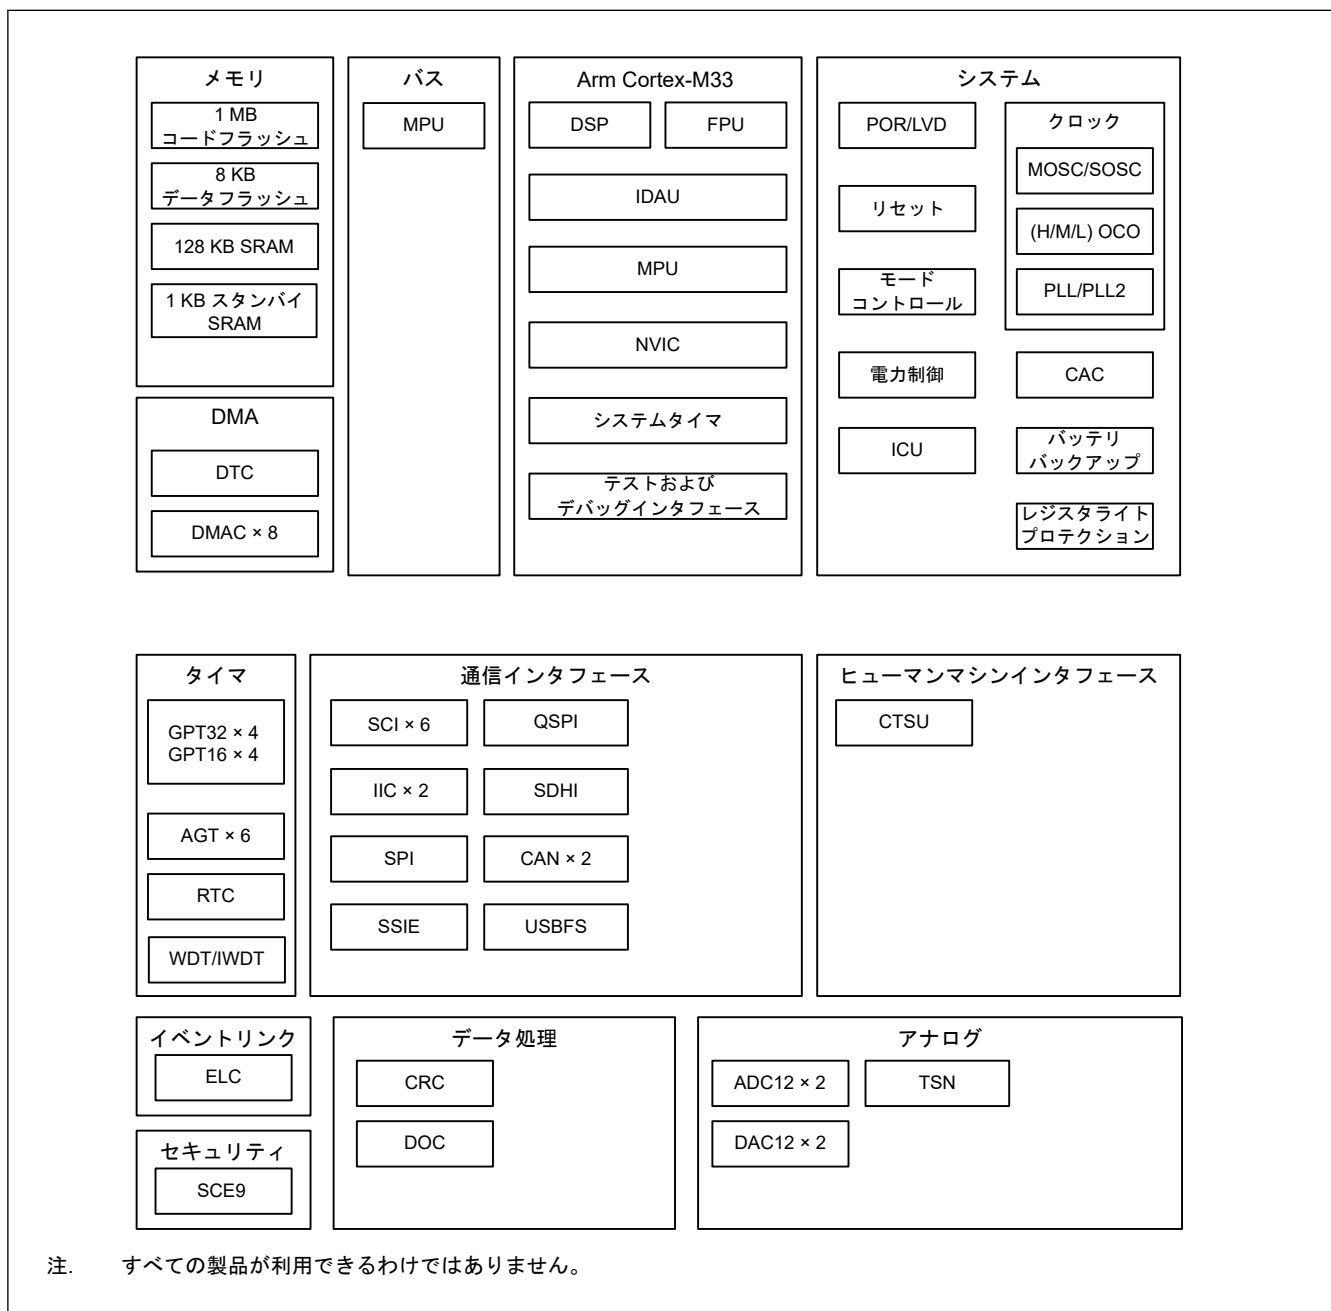 メモリ
1 MB
コードフラッシュ
8 KB
データフラッシュ
128 KB SRAM
1 KB スタンバイ
SRAM
DMA
DTC
DMAC × 8
バス
MPU
Arm Cortex-M33
DSP
FPU
IDAU
MPU
NVIC
システムタイマ
テストおよび
デバッグインタフェース
システム
POR/LVD
リセット
モード
コントロール
電力制御
ICU
クロック
MOSC/SOSC
(H/M/L) OCO
PLL/PLL2
CAC
バッテリ
バックアップ
レジスタライト
プロテクション
タイマ
GPT32 × 4
GPT16 × 4
AGT × 6
RTC
WDT/IWDT
通信インタフェース
SCI × 6
QSPI
IIC × 2
SDHI
SPI
CAN × 2
SSIE
USBFS
ヒューマンマシンインタフェース
CTSU
イベントリンク
ELC
セキュリティ
SCE9
データ処理
CRC
DOC
アナログ
ADC12 × 2
TSN
DAC12 × 2
注. すべての製品が利用できるわけではありません。